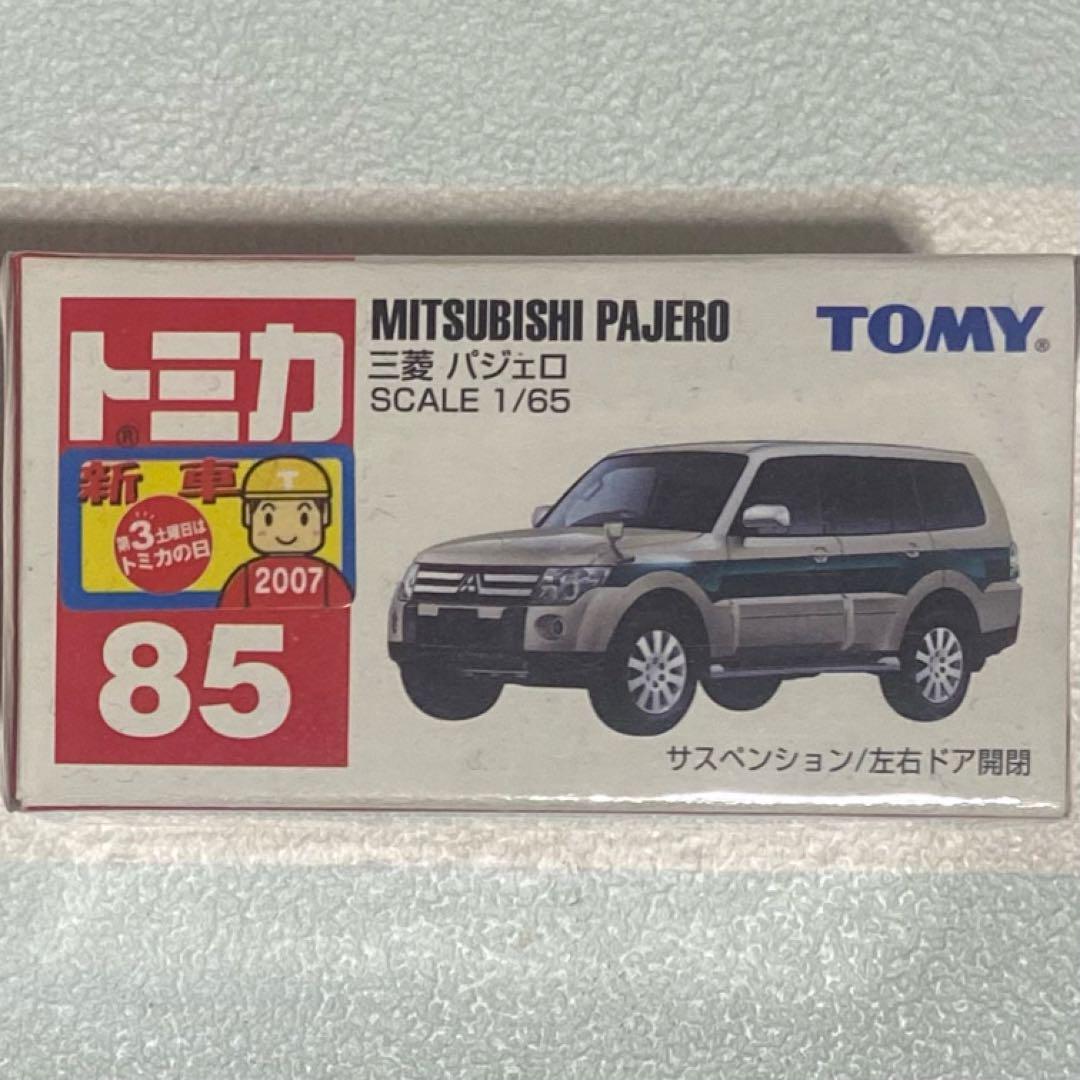 トミカ®
新車
T
第3土曜日は
トミカの日
2007
85
MITSUBISHI PAJERO
三菱 パジェロ
SCALE 1/65
TOMY®
サスペンション/左右ドア開閉